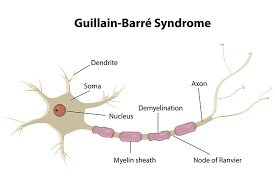 Guillain-Barré Syndrome
Dendrite
Soma
Axon
Demyelination
Nucleus
Myelin sheath
Node of Ranvier